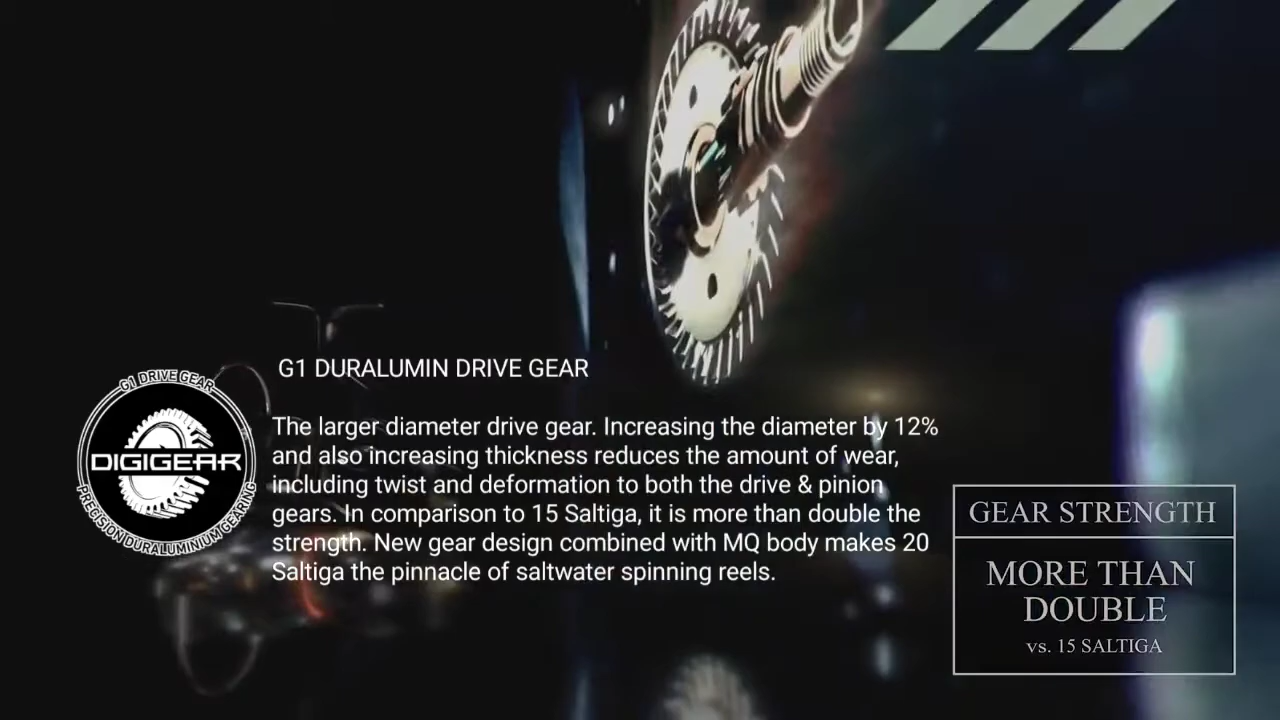 G1 DURALUMIN DRIVE GEAR
G1 DRIVE GEAR
DIGIGEAR
PRECISION DURALUMINIUM GEARING
The larger diameter drive gear. Increasing the diameter by 12%
and also increasing thickness reduces the amount of wear,
including twist and deformation to both the drive & pinion
gears. In comparison to 15 Saltiga, it is more than double the
strength. New gear design combined with MQ body makes 20
Saltiga the pinnacle of saltwater spinning reels.
GEAR STRENGTH
MORE THAN
DOUBLE
vs. 15 SALTIGA